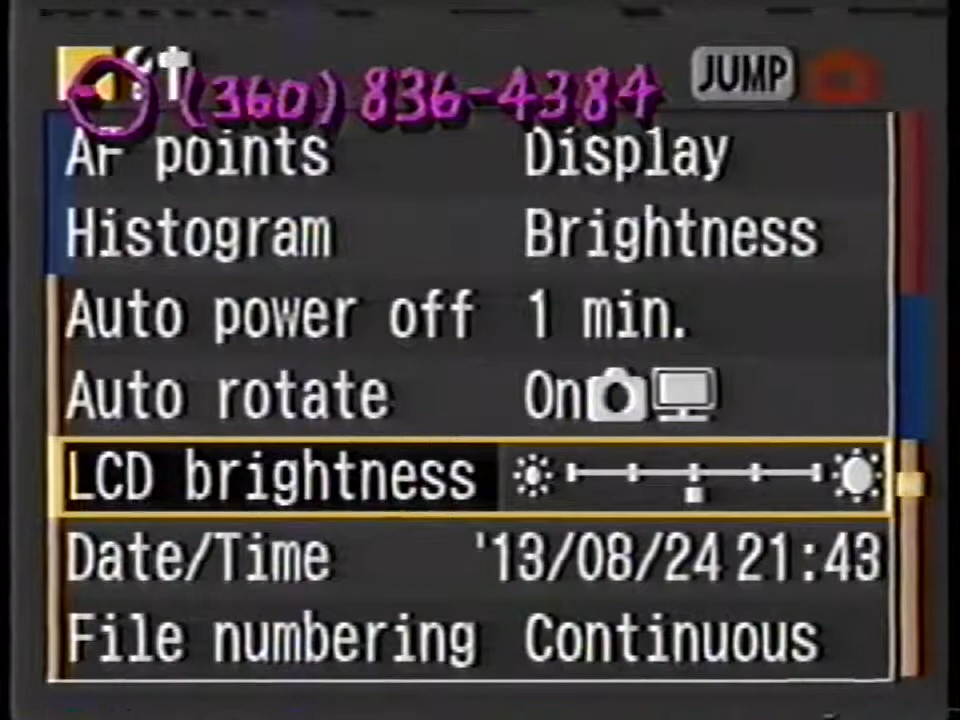 (360) 836-4384
JUMP
AF points Display
Histogram Brightness
Auto power off 1 min.
Auto rotate On
LCD brightness
Date/Time '13/08/24 21:43
File numbering Continuous